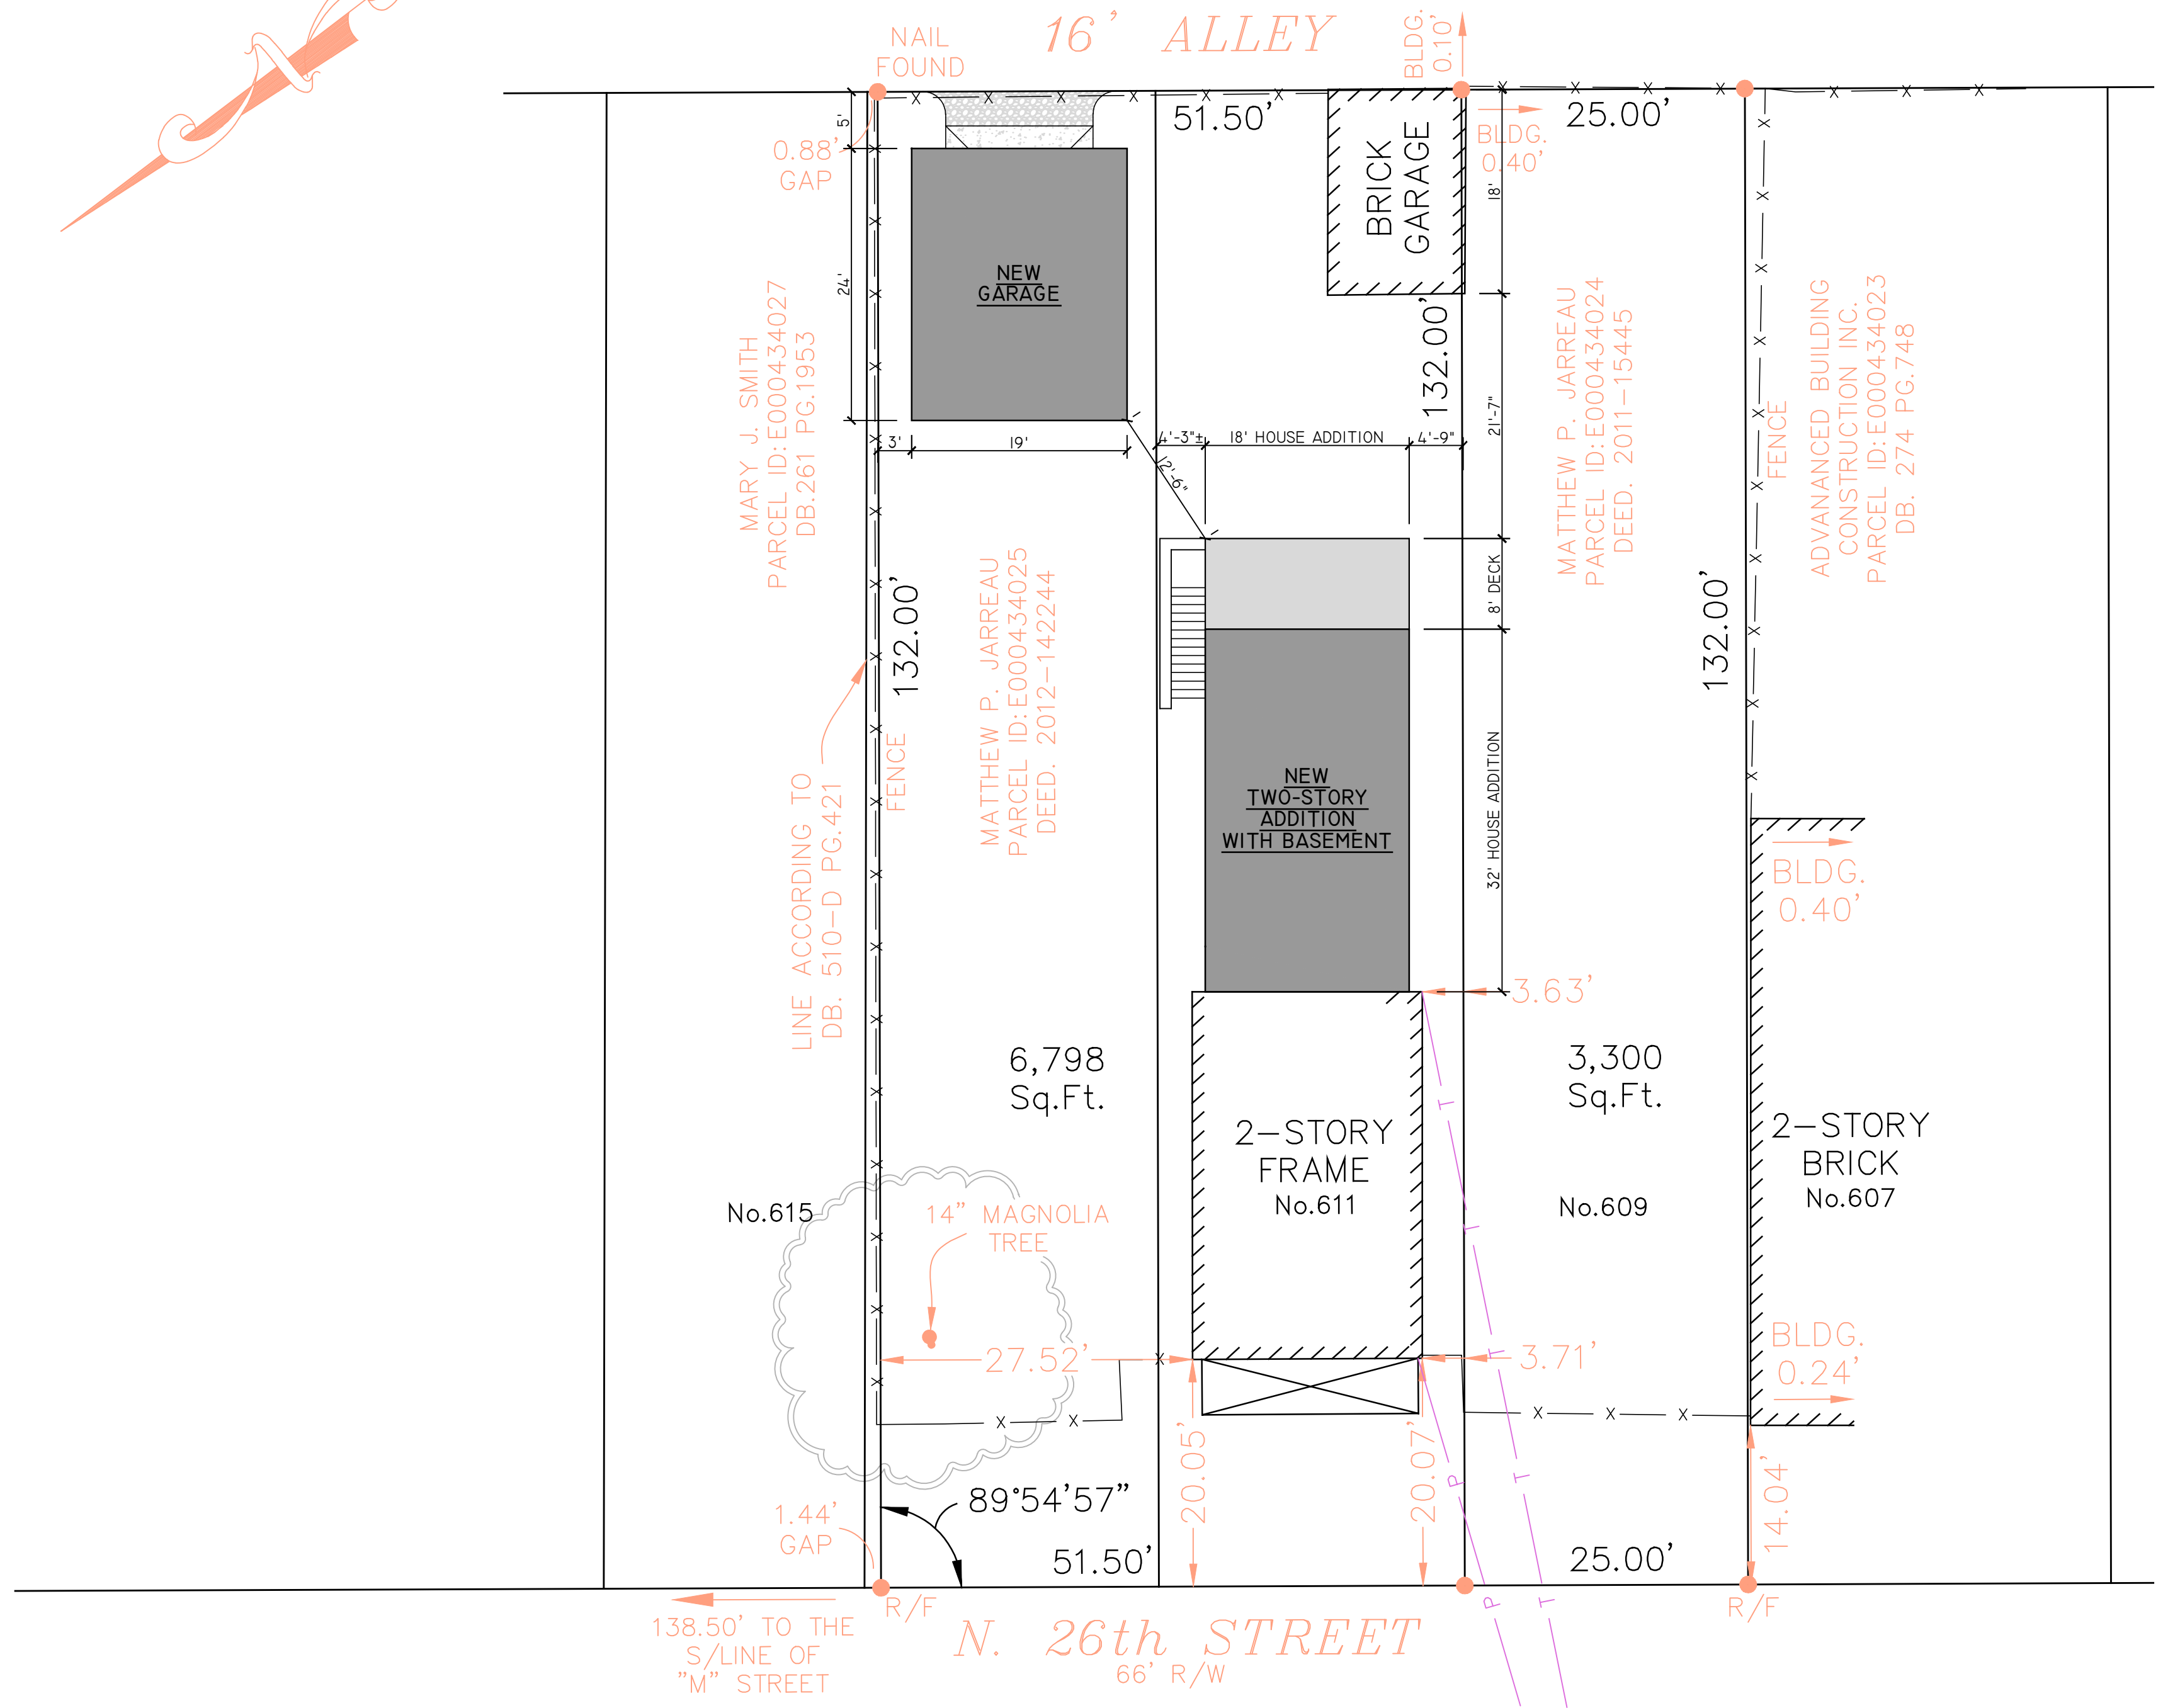 16' ALLEY
NAIL
FOUND
BLDG.
0.10'
51.50'
25.00'
BLDG.
0.40'
5'
0.88'
GAP
BRICK
GARAGE
18'
24'
NEW
GARAGE
MARY J. SMITH
PARCEL ID:E000434027
DB.261 PG.1953
132.00'
21'-7"
MATTHEW P. JARREAU
PARCEL ID:E000434024
DEED. 2011-15445
FENCE
ADVANANCED BUILDING
CONSTRUCTION INC.
PARCEL ID:E000434023
DB. 274 PG.748
3'
19'
4'-3"±
18' HOUSE ADDITION
4'-9"
12'-6"
132.00'
MATTHEW P. JARREAU
PARCEL ID:E000434025
DEED. 2012-142244
8' DECK
132.00'
LINE ACCORDING TO
DB. 510-D PG.421
FENCE
NEW
TWO-STORY
ADDITION
WITH BASEMENT
32' HOUSE ADDITION
BLDG.
0.40'
3.63'
6,798
Sq.Ft.
3,300
Sq.Ft.
2-STORY
FRAME
No.611
2-STORY
BRICK
No.607
No.615
No.609
14" MAGNOLIA
TREE
27.52'
3.71'
BLDG.
0.24'
20.05'
20.07'
14.04'
89°54'57"
1.44'
GAP
51.50'
25.00'
R/F
R/F
138.50' TO THE
S/LINE OF
"M" STREET
N. 26th STREET
66' R/W
X
T
T
T
T
T
P
P